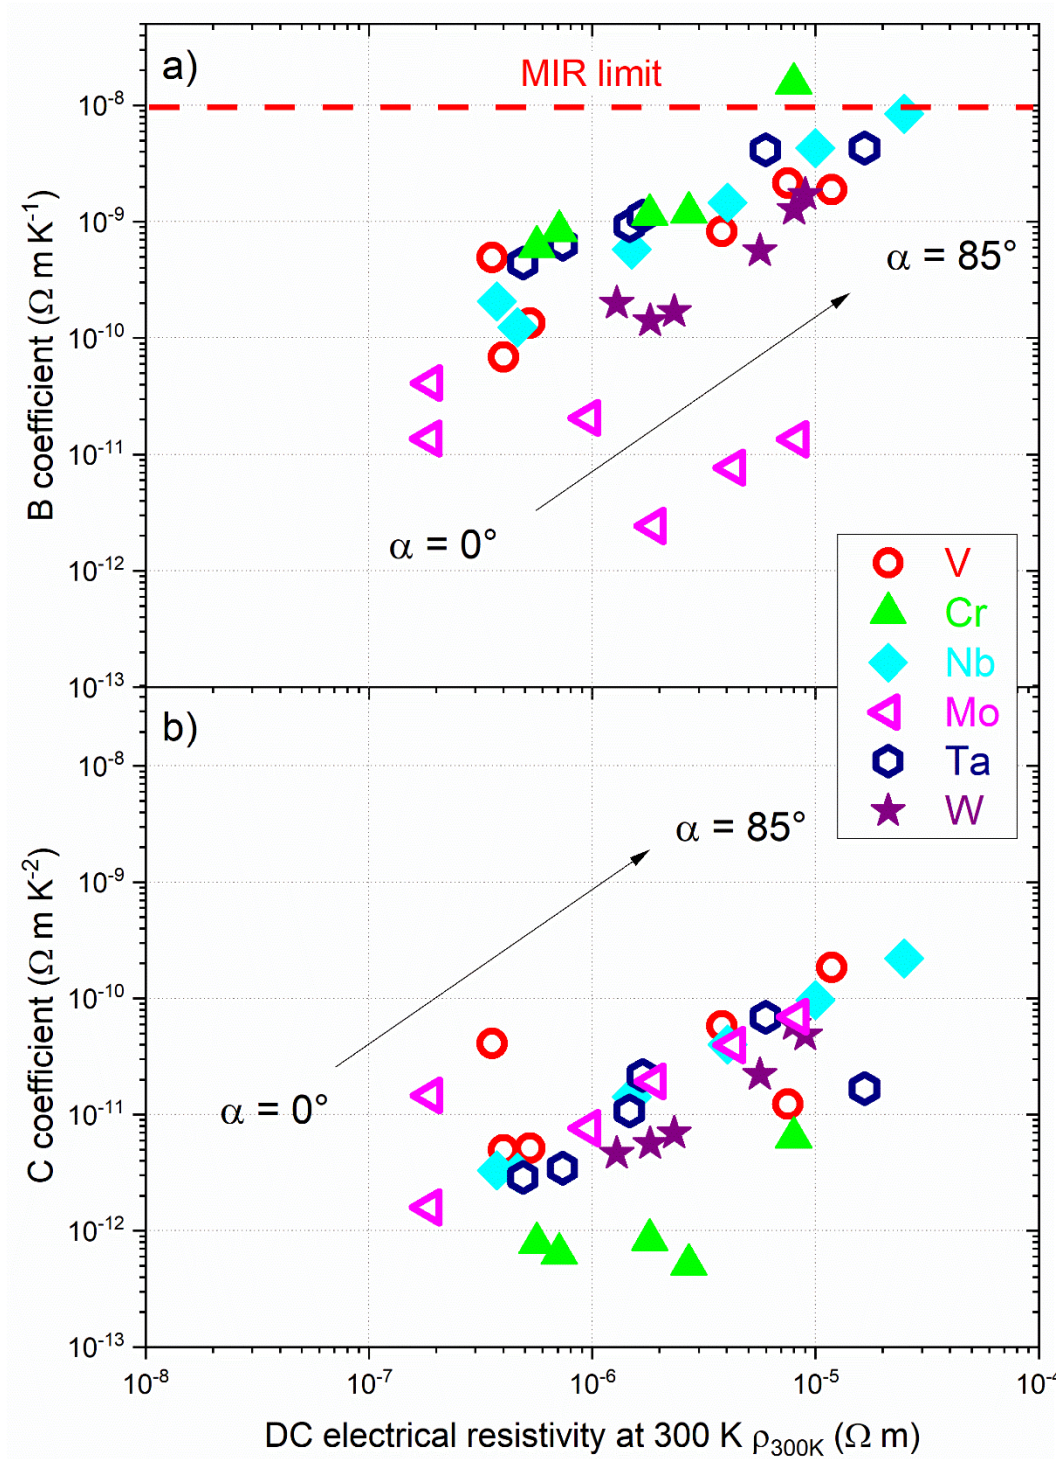 a)
MIR limit
10⁻⁸
10⁻⁹
α = 85°
10⁻¹⁰
10⁻¹¹
α = 0°
10⁻¹²
10⁻¹³
B coefficient (Ω m K⁻¹)
V
Cr
Nb
Mo
Ta
W
b)
10⁻⁸
α = 85°
10⁻⁹
10⁻¹⁰
α = 0°
10⁻¹¹
10⁻¹²
10⁻¹³
C coefficient (Ω m K⁻²)
10⁻⁸ 10⁻⁷ 10⁻⁶ 10⁻⁵ 10⁻⁴
DC electrical resistivity at 300 K ρ₃₀₀K (Ω m)